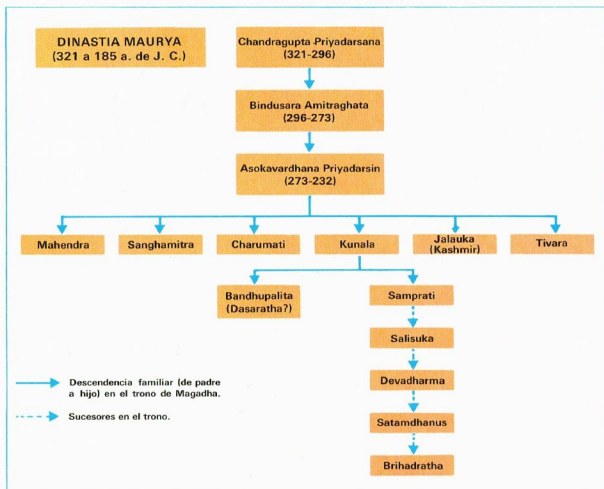 DINASTIA MAURYA
(321 a 185 a. de J. C.)
Chandragupta Priyadarsana
(321-296)
Bindusara Amitraghata
(296-273)
Asokavardhana Priyadarsin
(273-232)
Mahendra
Sanghamitra
Charumati
Kunala
Jalauka
(Kashmir)
Tivara
Bandhupalita
(Dasaratha?)
Samprati
Salisuka
Devadharma
Satamdhanus
Brihadratha
Descendencia familiar (de padre
a hijo) en el trono de Magadha.
Sucesores en el trono.